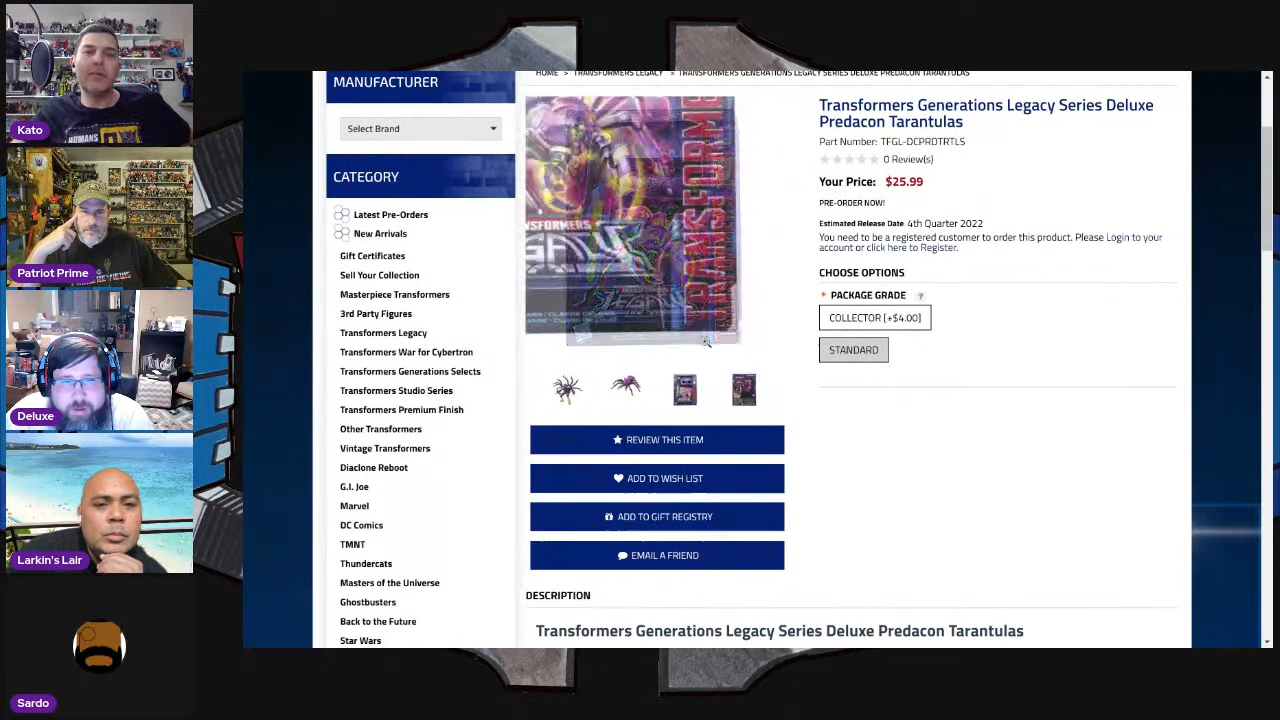 Kato
HUMANS
Patriot Prime
PRIME REVIEWS
Deluxe
Larkin's Lair
Sardo
MANUFACTURER
Select Brand
CATEGORY
Latest Pre-Orders
New Arrivals
Gift Certificates
Sell Your Collection
Masterpiece Transformers
3rd Party Figures
Transformers Legacy
Transformers War for Cybertron
Transformers Generations Selects
Transformers Studio Series
Transformers Premium Finish
Other Transformers
Vintage Transformers
Diaclone Reboot
G.I. Joe
Marvel
DC Comics
TMNT
Thundercats
Masters of the Universe
Ghostbusters
Back to the Future
Star Wars
HOME > TRANSFORMERS LEGACY > TRANSFORMERS GENERATIONS LEGACY SERIES DELUXE PREDACON TARANTULAS
REVIEW THIS ITEM
ADD TO WISH LIST
ADD TO GIFT REGISTRY
EMAIL A FRIEND
Transformers Generations Legacy Series Deluxe
Predacon Tarantulas
Part Number: TFGL-DCPRDTRTLS
0 Review(s)
Your Price: $25.99
PRE-ORDER NOW!
Estimated Release Date 4th Quarter 2022
You need to be a registered customer to order this product. Please Login to your
account or click here to Register.
CHOOSE OPTIONS
* PACKAGE GRADE ?
COLLECTOR [+$4.00]
STANDARD
DESCRIPTION
Transformers Generations Legacy Series Deluxe Predacon Tarantulas